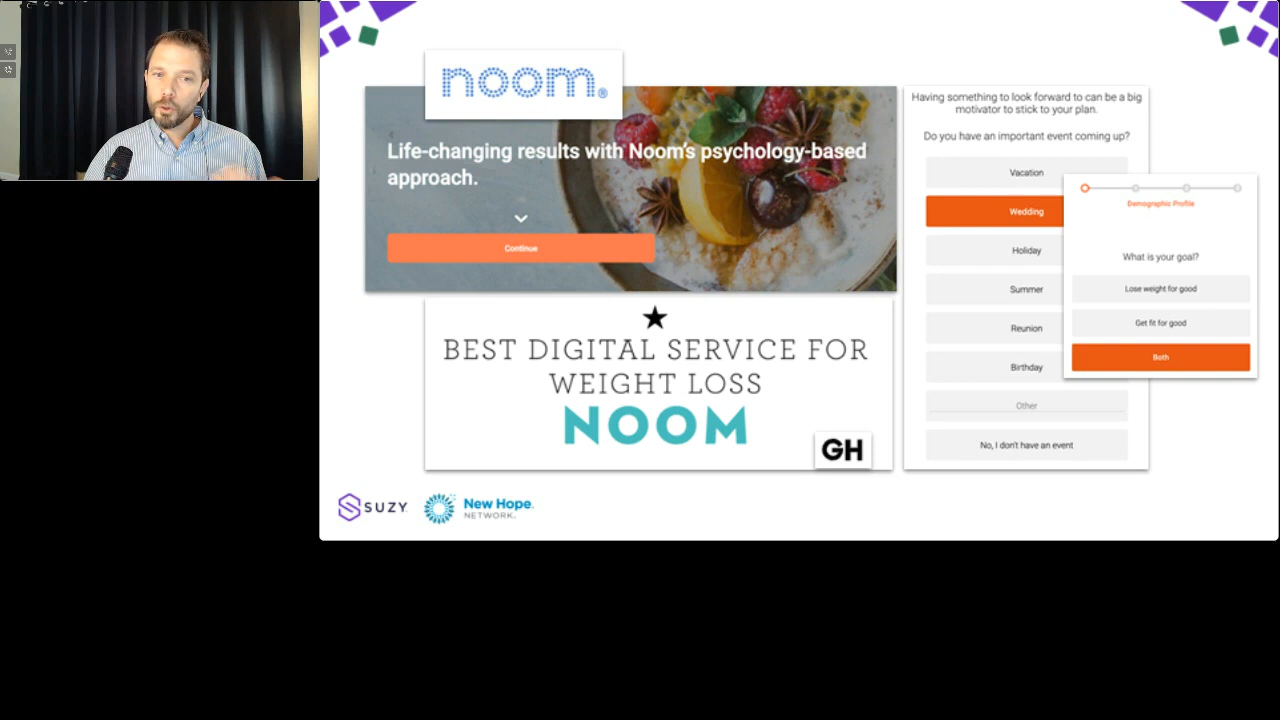 noom®
Life-changing results with Noom's psychology-based
approach.
Continue
★
BEST DIGITAL SERVICE FOR
WEIGHT LOSS
NOOM
GH
Having something to look forward to can be a big
motivator to stick to your plan.
Do you have an important event coming up?
Vacation
Wedding
Holiday
Summer
Reunion
Birthday
Other
No, I don't have an event
Demographic Profile
What is your goal?
Lose weight for good
Get fit for good
Both
SUZY
New Hope
NETWORK